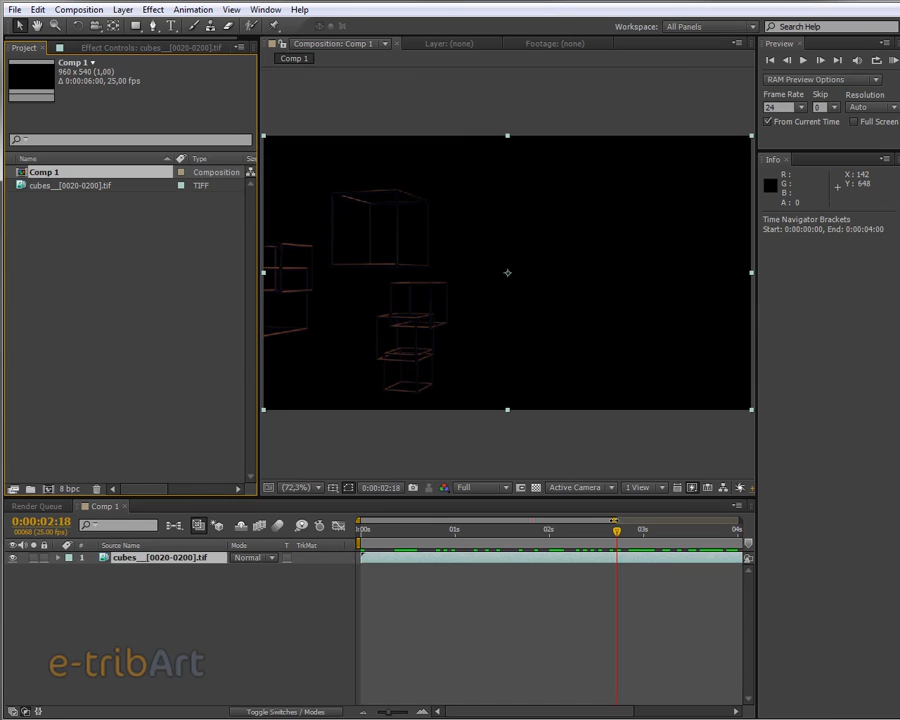 File Edit Composition Layer Effect Animation View Window Help
Workspace: All Panels Search Help
Project Effect Controls: cubes__[0020-0200].tif
Composition: Comp 1 Layer: (none) Footage: (none)
Preview
Comp 1
Comp 1
960 x 540 (1,00)
Δ 0:00:06:00, 25,00 fps
RAM Preview Options
Frame Rate Skip Resolution
24 0 Auto
From Current Time Full Screen
Name Type Siz
Comp 1 Composition
cubes__[0020-0200].tif TIFF
Info
R: X: 142
G: Y: 648
B:
A: 0
Time Navigator Brackets
Start: 0:00:00:00, End: 0:00:04:00
8 bpc
(72,3%) 0:00:02:18 Full Active Camera 1 View
Render Queue Comp 1
0:00:02:18
00068 (25.00 fps)
00s 01s 02s 03s 04s
# Source Name Mode T TrkMat
1 cubes__[0020-0200].tif Normal
e-tribArt
Toggle Switches / Modes